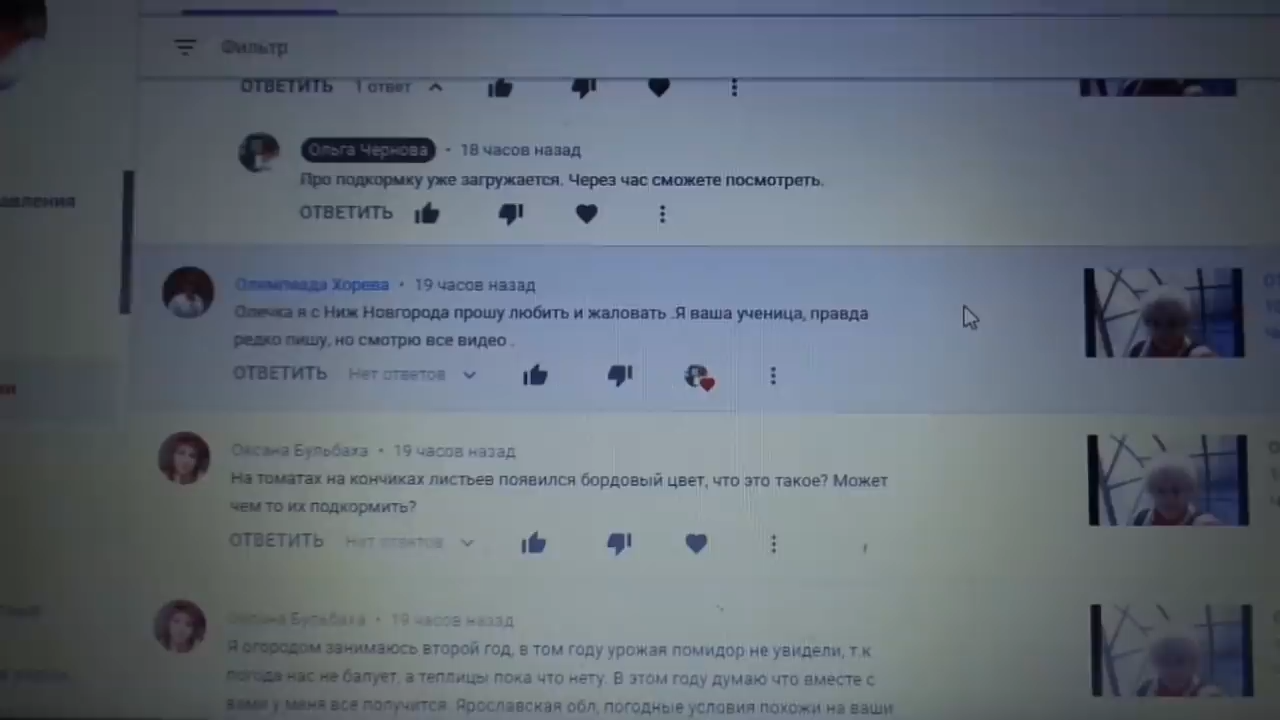 Фильтр
ОТВЕТИТЬ 1 ответ
Ольга Чернова • 18 часов назад
Про подкормку уже загружается. Через час сможете посмотреть.
ОТВЕТИТЬ
авления
Олимпиада Хорева • 19 часов назад
Олечка я с Ниж Новгорода прошу любить и жаловать .Я ваша ученица, правда
редко пишу, но смотрю все видео .
ОТВЕТИТЬ Нет ответов
Оксана Бульбаха • 19 часов назад
На томатах на кончиках листьев появился бордовый цвет, что это такое? Может
чем то их подкормить?
ОТВЕТИТЬ Нет ответов
Оксана Бульбаха • 19 часов назад
Я огородом занимаюсь второй год, в том году урожая помидор не увидели, т.к
погода нас не балует, а теплицы пока что нету. В этом году думаю что вместе с
вами у меня все получится. Ярославская обл, погодные условия похожи на ваши